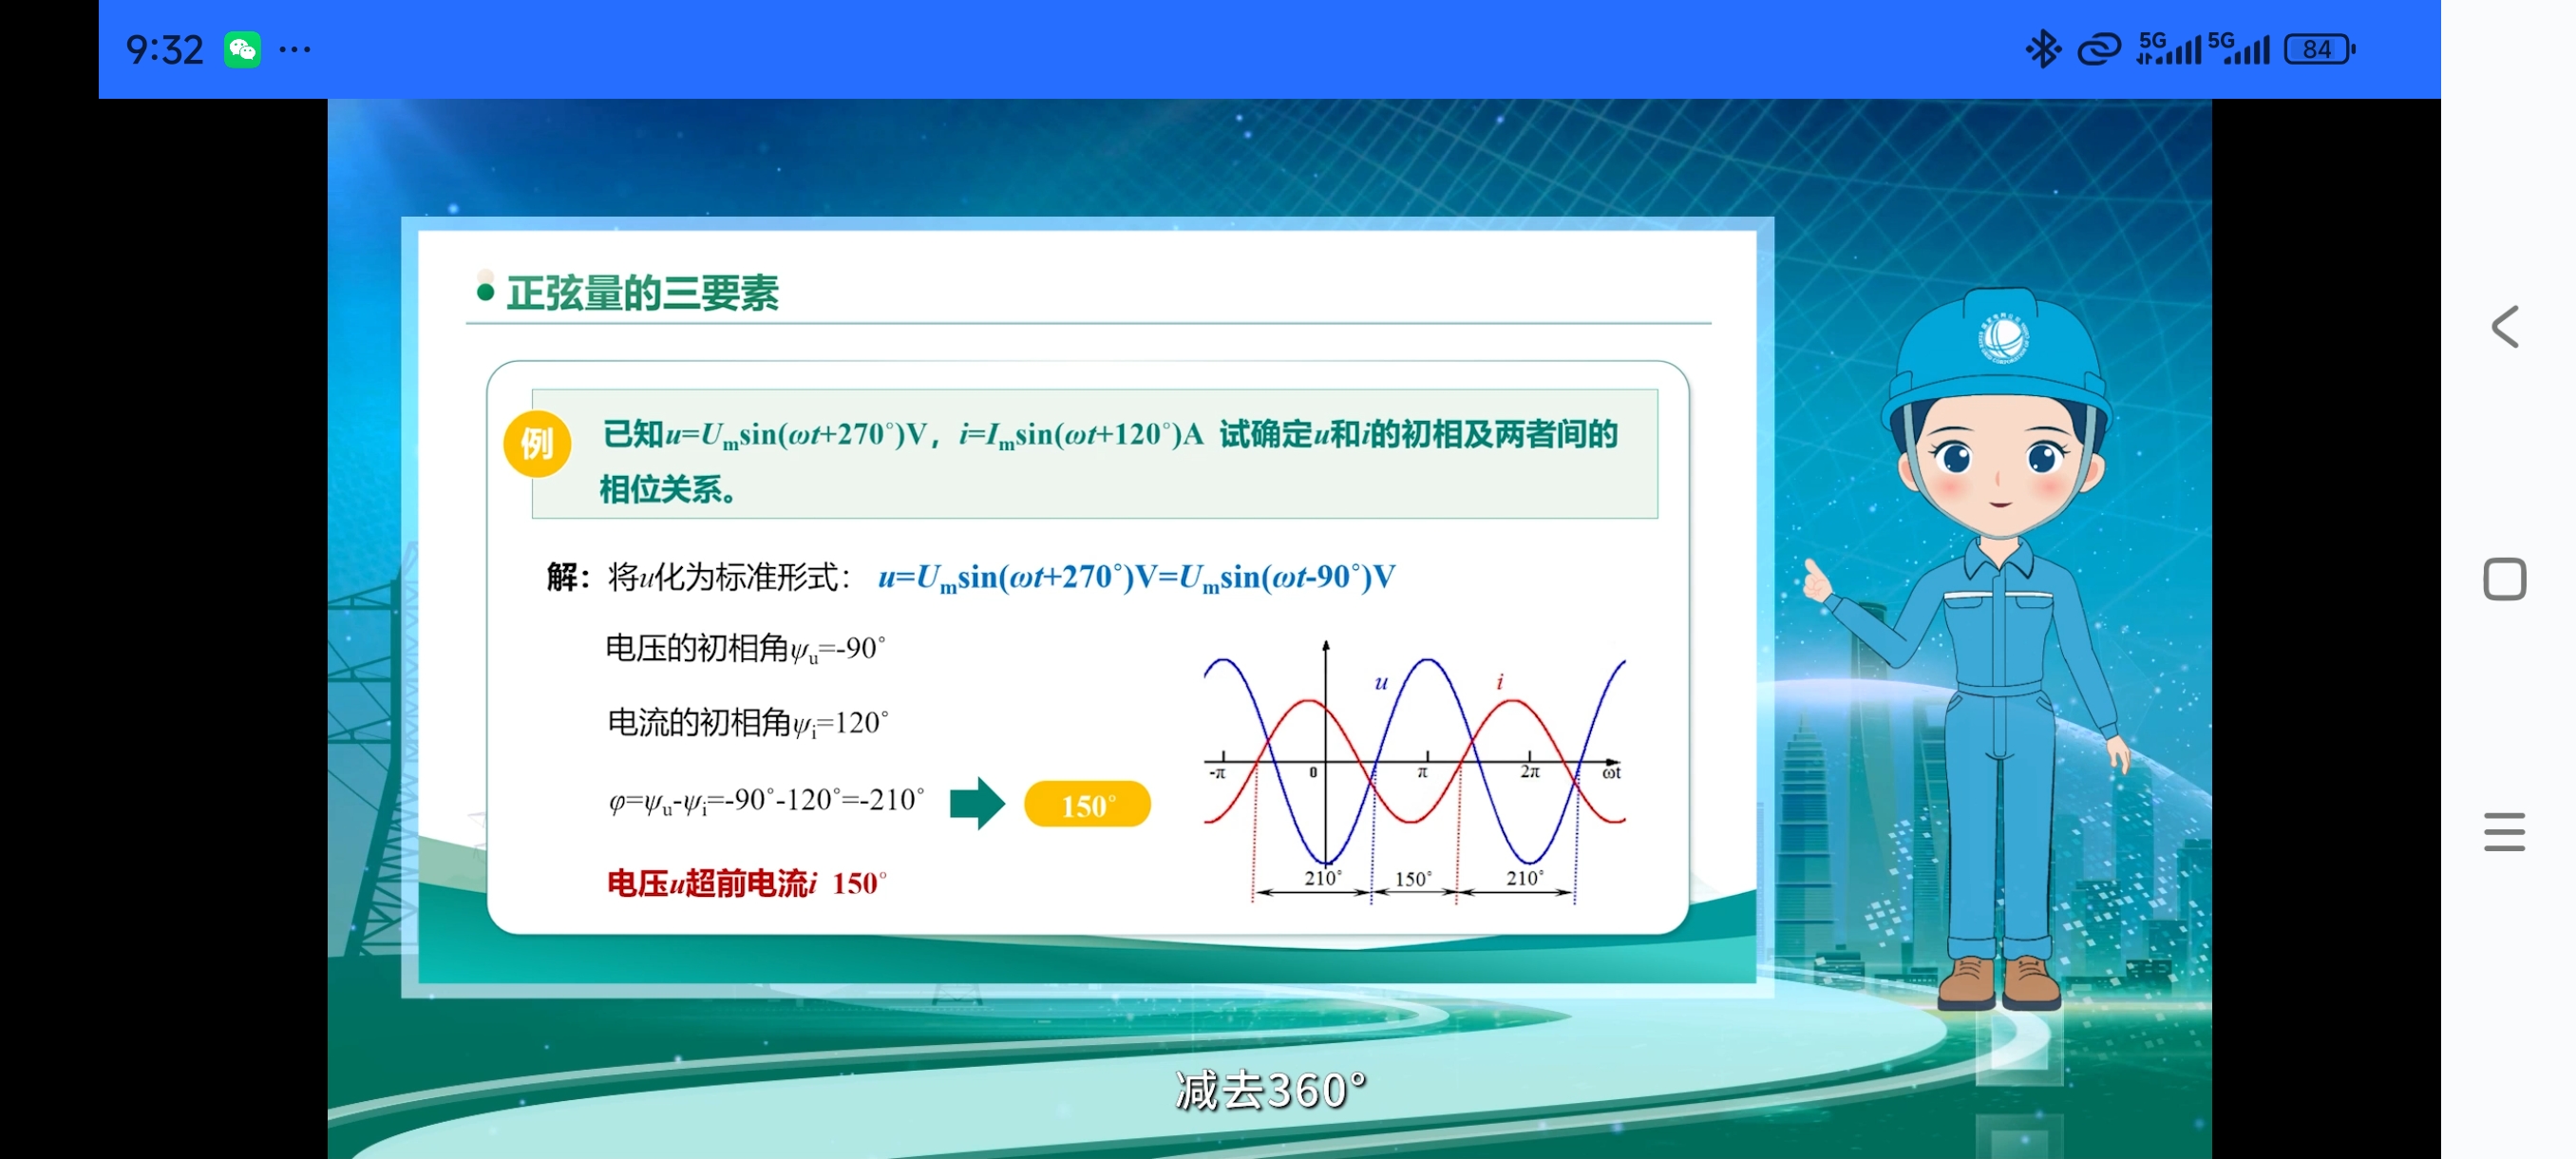 9:32 ··· 5G 5G 84
正弦量的三要素
例
已知u=Uₘsin(ωt+270°)V，i=Iₘsin(ωt+120°)A 试确定u和i的初相及两者间的
相位关系。
解：将u化为标准形式： u=Uₘsin(ωt+270°)V=Uₘsin(ωt-90°)V
电压的初相角ψᵤ=-90°
电流的初相角ψᵢ=120°
φ=ψᵤ-ψᵢ=-90°-120°=-210°
150°
电压u超前电流i 150°
u i
-π 0 π 2π ωt
210° 150° 210°
减去360°